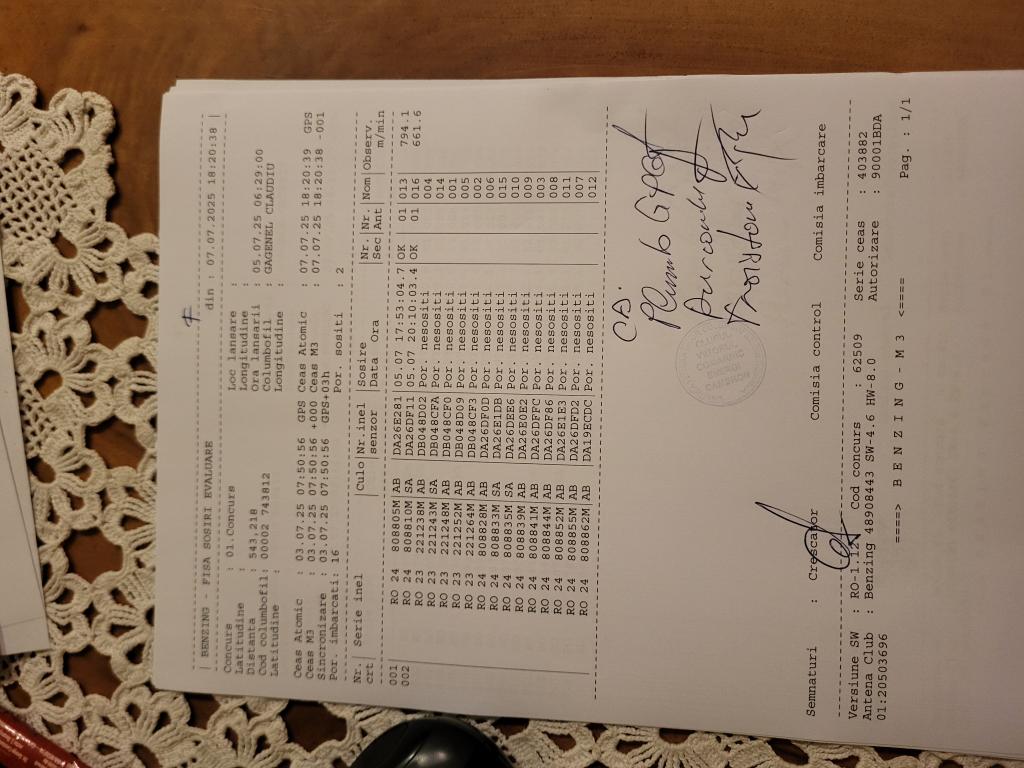 | BENZING - FISA SOSIRI EVALUARE din : 07.07.2025 18:20:38 |
Concurs : 01.Concurs Loc lansare :
Latitudine : Longitudine :
Distanta : 543,218 Ora lansarii : 05.07.25 06:29:00
Cod columbofil: 00002 743812 Columbofil : GAGENEL CLAUDIU
Latitudine : Longitudine :
Ceas Atomic : 03.07.25 07:50:56 GPS Ceas Atomic : 07.07.25 18:20:39 GPS
Ceas M3 : 03.07.25 07:50:56 +000 Ceas M3 : 07.07.25 18:20:38 -001
Sincronizare : 03.07.25 07:50:56 GPS+03h
Por. imbarcati: 16 Por. sositi : 2
Nr. | Serie inel | Culo | Nr.inel | Sosire | Nr. | Nr. | Nom | Observ.
crt | senzor | Data Ora | Sec | Ant | m/min
001 RO 24 808805M AB DA26E281 05.07 17:53:04.7 OK 01 013 794.1
002 RO 24 808810M SA DA26DF11 05.07 20:10:03.4 OK 01 016 661.6
RO 23 221238M AB DB048D02 Por. nesositi 004
RO 23 221243M SA DB048CFA Por. nesositi 014
RO 23 221248M AB DB048CF0 Por. nesositi 001
RO 23 221252M AB DB048D09 Por. nesositi 005
RO 23 221264M AB DB048CF3 Por. nesositi 002
RO 24 808828M AB DA26DF0D Por. nesositi 006
RO 24 808833M SA DA26E1DB Por. nesositi 015
RO 24 808835M SA DA26DEE6 Por. nesositi 010
RO 24 808839M AB DA26E0E2 Por. nesositi 009
RO 24 808841M AB DA26DFFC Por. nesositi 003
RO 24 808844M AB DA26DF86 Por. nesositi 008
RO 24 808852M AB DA26E1E3 Por. nesositi 011
RO 24 808855M AB DA26DFD2 Por. nesositi 007
RO 24 808862M AB DA19ECDC Por. nesositi 012
CD:
Semnaturi : Crescator Comisia control Comisia imbarcare
Versiune SW : RO-1.12 Cod concurs : 62509 Serie ceas : 403882
Antena Club : Benzing 48908443 SW-4.6 HW-8.0 Autorizare : 90001BDA
01:20503696
====> B E N Z I N G - M 3 <==== Pag. : 1/1